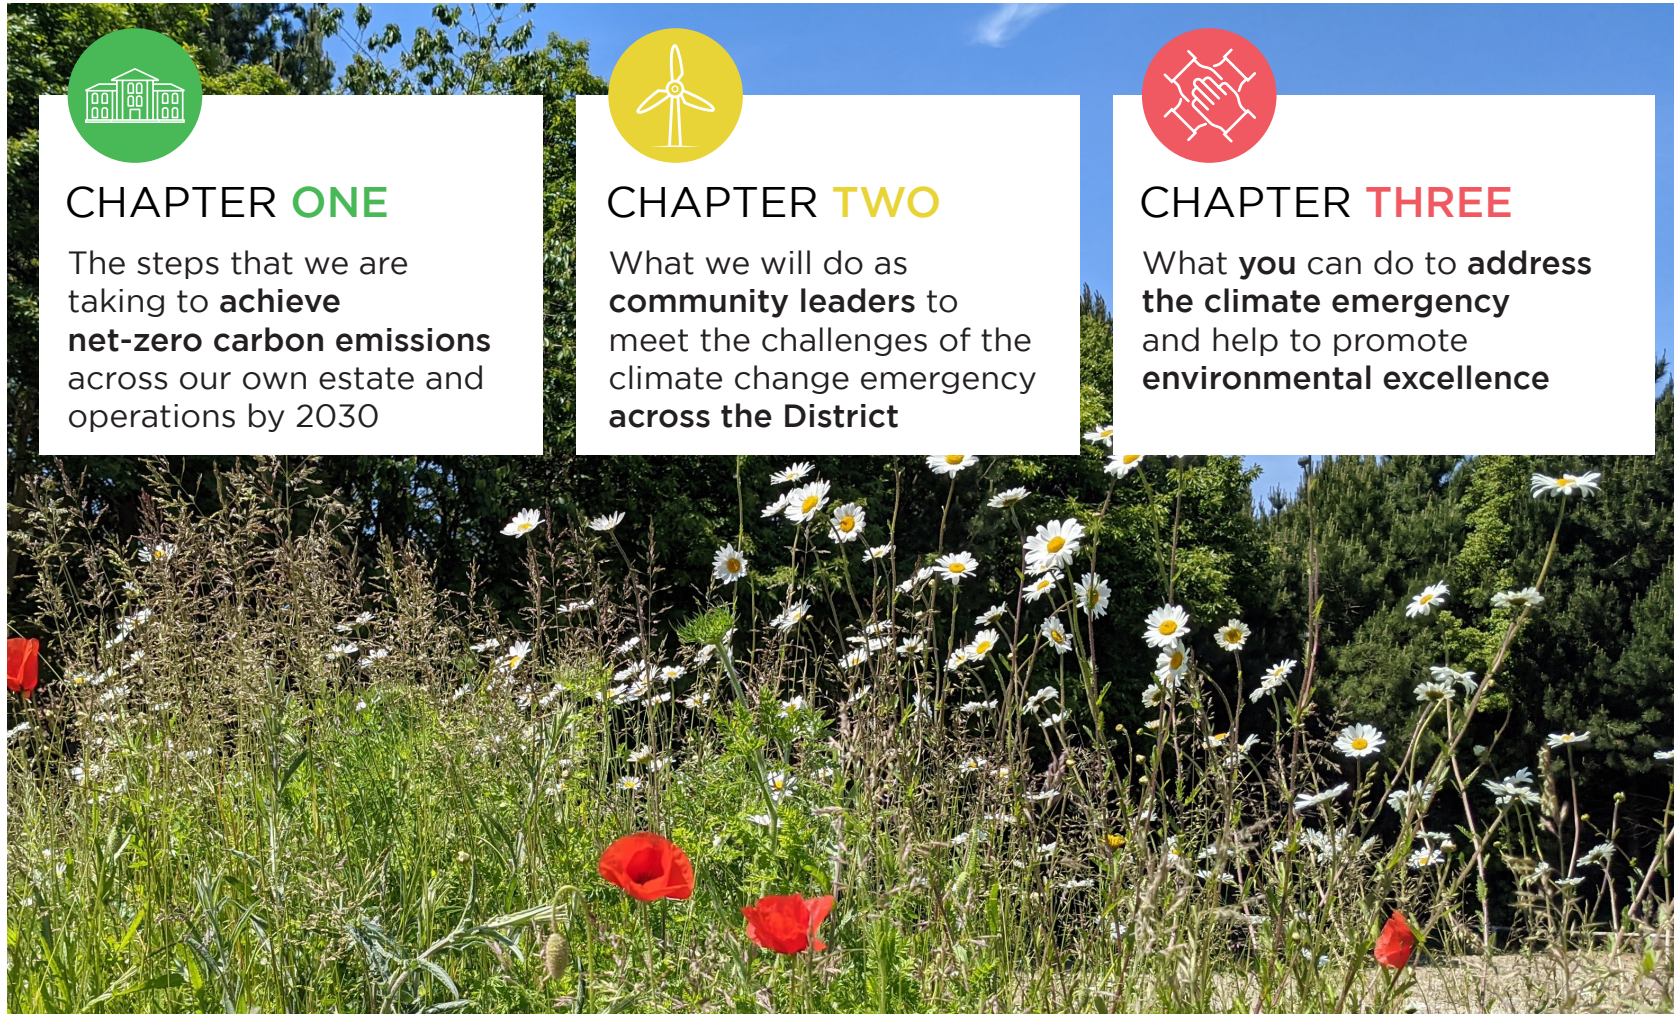 CHAPTER ONE
The steps that we are
taking to achieve
net-zero carbon emissions
across our own estate and
operations by 2030
CHAPTER TWO
What we will do as
community leaders to
meet the challenges of the
climate change emergency
across the District
CHAPTER THREE
What you can do to address
the climate emergency
and help to promote
environmental excellence